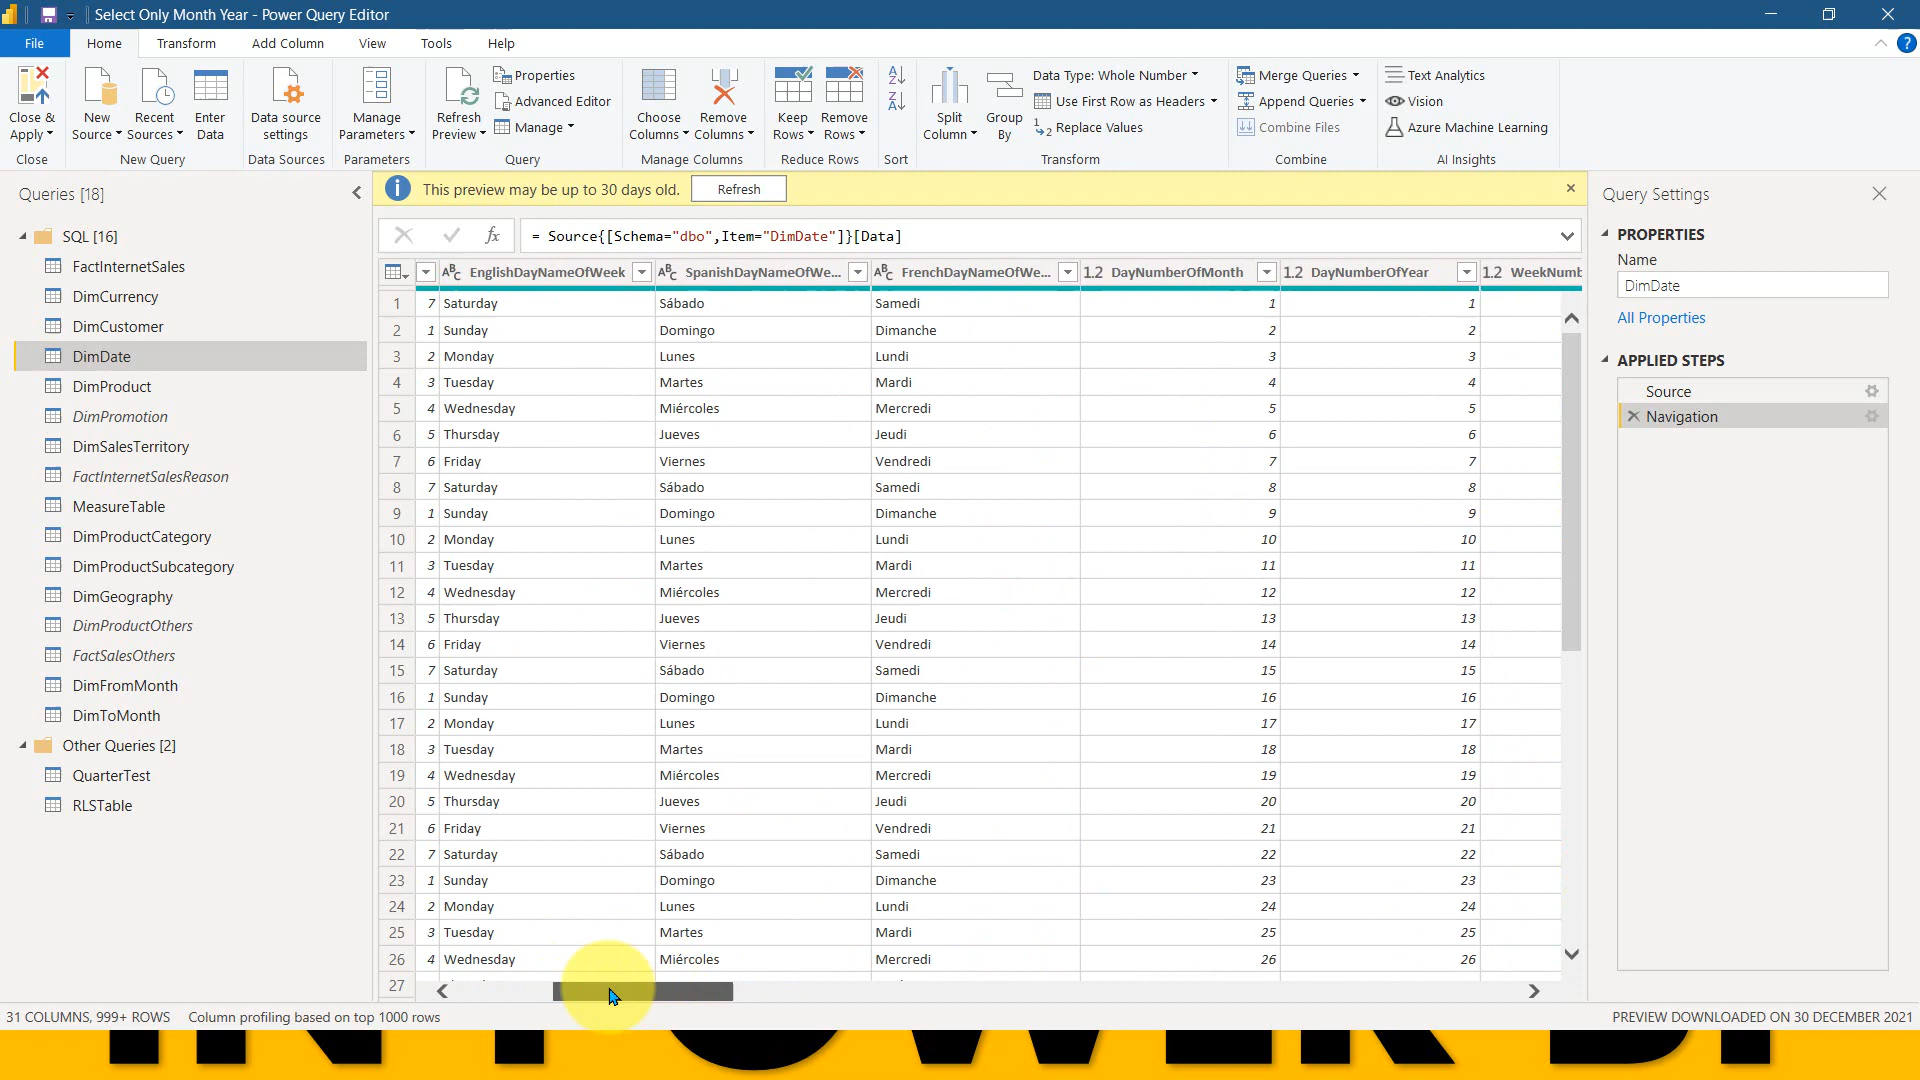 Select Only Month Year - Power Query Editor
File Home Transform Add Column View Tools Help
Close & Apply
Close
New Source
Recent Sources
Enter Data
New Query
Data source settings
Data Sources
Manage Parameters
Parameters
Refresh Preview
Properties
Advanced Editor
Manage
Query
Choose Columns
Remove Columns
Manage Columns
Keep Rows
Remove Rows
Reduce Rows
Sort
Split Column
Group By
Data Type: Whole Number
Use First Row as Headers
Replace Values
Transform
Merge Queries
Append Queries
Combine Files
Combine
Text Analytics
Vision
Azure Machine Learning
AI Insights
Queries [18]
SQL [16]
FactInternetSales
DimCurrency
DimCustomer
DimDate
DimProduct
DimPromotion
DimSalesTerritory
FactInternetSalesReason
MeasureTable
DimProductCategory
DimProductSubcategory
DimGeography
DimProductOthers
FactSalesOthers
DimFromMonth
DimToMonth
Other Queries [2]
QuarterTest
RLSTable
This preview may be up to 30 days old. Refresh
= Source{[Schema="dbo",Item="DimDate"]}[Data]
EnglishDayNameOfWeek SpanishDayNameOfWe... FrenchDayNameOfWe... 1.2 DayNumberOfMonth 1.2 DayNumberOfYear 1.2 WeekNumb
1 7 Saturday Sábado Samedi 1 1
2 1 Sunday Domingo Dimanche 2 2
3 2 Monday Lunes Lundi 3 3
4 3 Tuesday Martes Mardi 4 4
5 4 Wednesday Miércoles Mercredi 5 5
6 5 Thursday Jueves Jeudi 6 6
7 6 Friday Viernes Vendredi 7 7
8 7 Saturday Sábado Samedi 8 8
9 1 Sunday Domingo Dimanche 9 9
10 2 Monday Lunes Lundi 10 10
11 3 Tuesday Martes Mardi 11 11
12 4 Wednesday Miércoles Mercredi 12 12
13 5 Thursday Jueves Jeudi 13 13
14 6 Friday Viernes Vendredi 14 14
15 7 Saturday Sábado Samedi 15 15
16 1 Sunday Domingo Dimanche 16 16
17 2 Monday Lunes Lundi 17 17
18 3 Tuesday Martes Mardi 18 18
19 4 Wednesday Miércoles Mercredi 19 19
20 5 Thursday Jueves Jeudi 20 20
21 6 Friday Viernes Vendredi 21 21
22 7 Saturday Sábado Samedi 22 22
23 1 Sunday Domingo Dimanche 23 23
24 2 Monday Lunes Lundi 24 24
25 3 Tuesday Martes Mardi 25 25
26 4 Wednesday Miércoles Mercredi 26 26
27
Query Settings
PROPERTIES
Name
DimDate
All Properties
APPLIED STEPS
Source
Navigation
31 COLUMNS, 999+ ROWS Column profiling based on top 1000 rows
PREVIEW DOWNLOADED ON 30 DECEMBER 2021
IN POWER BI